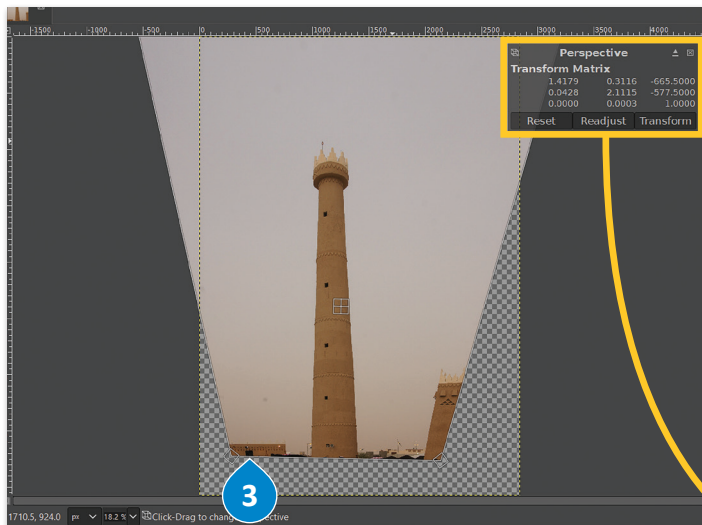 -1500 -1000 -500 0 500 1000 1500 2000 2500 3000 3500 4000
Perspective
Transform Matrix
1.4179 0.3116 -665.5000
0.0428 2.1115 -577.5000
0.0000 0.0003 1.0000
Reset Readjust Transform
3
1710.5, 924.0 px 18.2 % Click-Drag to chang ective